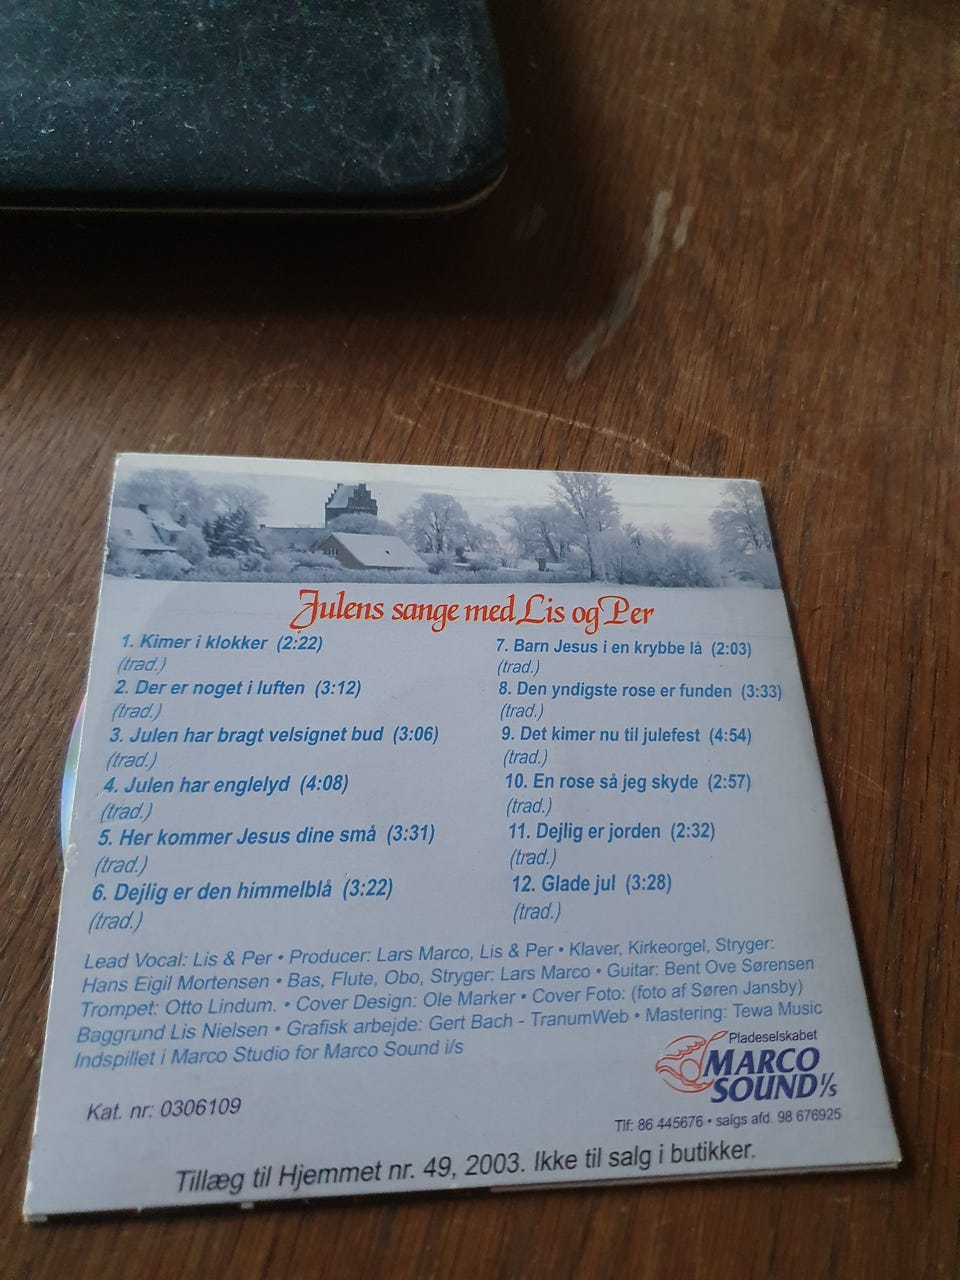 Julens sange med Lis og Per
1. Kimer i klokker (2:22)
(trad.)
2. Der er noget i luften (3:12)
(trad.)
3. Julen har bragt velsignet bud (3:06)
(trad.)
4. Julen har englelyd (4:08)
(trad.)
5. Her kommer Jesus dine små (3:31)
(trad.)
6. Dejlig er den himmelblå (3:22)
(trad.)
7. Barn Jesus i en krybbe lå (2:03)
(trad.)
8. Den yndigste rose er funden (3:33)
(trad.)
9. Det kimer nu til julefest (4:54)
(trad.)
10. En rose så jeg skyde (2:57)
(trad.)
11. Dejlig er jorden (2:32)
(trad.)
12. Glade jul (3:28)
(trad.)
Lead Vocal: Lis & Per • Producer: Lars Marco, Lis & Per • Klaver, Kirkeorgel, Stryger:
Hans Eigil Mortensen • Bas, Flute, Obo, Stryger: Lars Marco • Guitar: Bent Ove Sørensen
Trompet: Otto Lindum. • Cover Design: Ole Marker • Cover Foto: (foto af Søren Jansby)
Baggrund Lis Nielsen • Grafisk arbejde: Gert Bach - TranumWeb • Mastering: Tewa Music
Indspillet i Marco Studio for Marco Sound i/s
Pladeselskabet
MARCO
SOUND I/S
Kat. nr: 0306109
Tlf: 86 445676 • salgs afd. 98 676925
Tillæg til Hjemmet nr. 49, 2003. Ikke til salg i butikker.